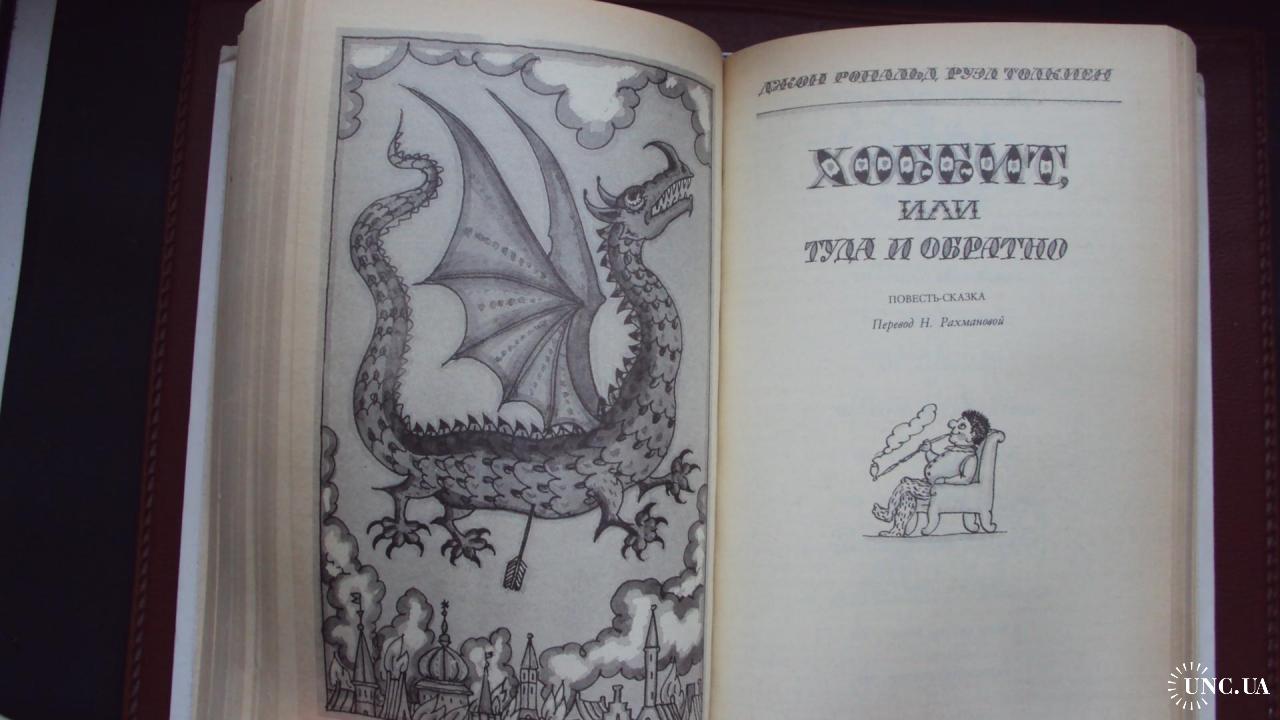 ДЖОН РОНАЛЬД РУЭЛ ТОЛКИЕН
ХОББИТ,
ИЛИ
ТУДА И ОБРАТНО
ПОВЕСТЬ-СКАЗКА
Перевод Н. Рахмановой
UNC.UA